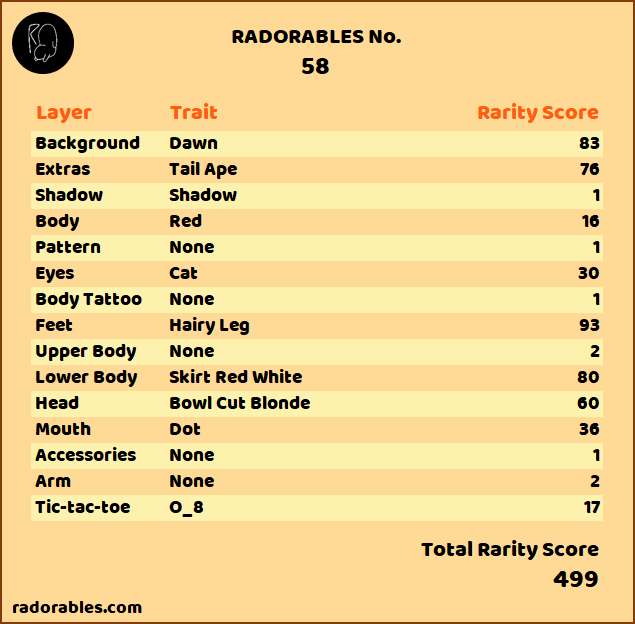 RADORABLES No.
58
Layer Trait Rarity Score
Background Dawn 83
Extras Tail Ape 76
Shadow Shadow 1
Body Red 16
Pattern None 1
Eyes Cat 30
Body Tattoo None 1
Feet Hairy Leg 93
Upper Body None 2
Lower Body Skirt Red White 80
Head Bowl Cut Blonde 60
Mouth Dot 36
Accessories None 1
Arm None 2
Tic-tac-toe O_8 17
Total Rarity Score
499
radorables.com